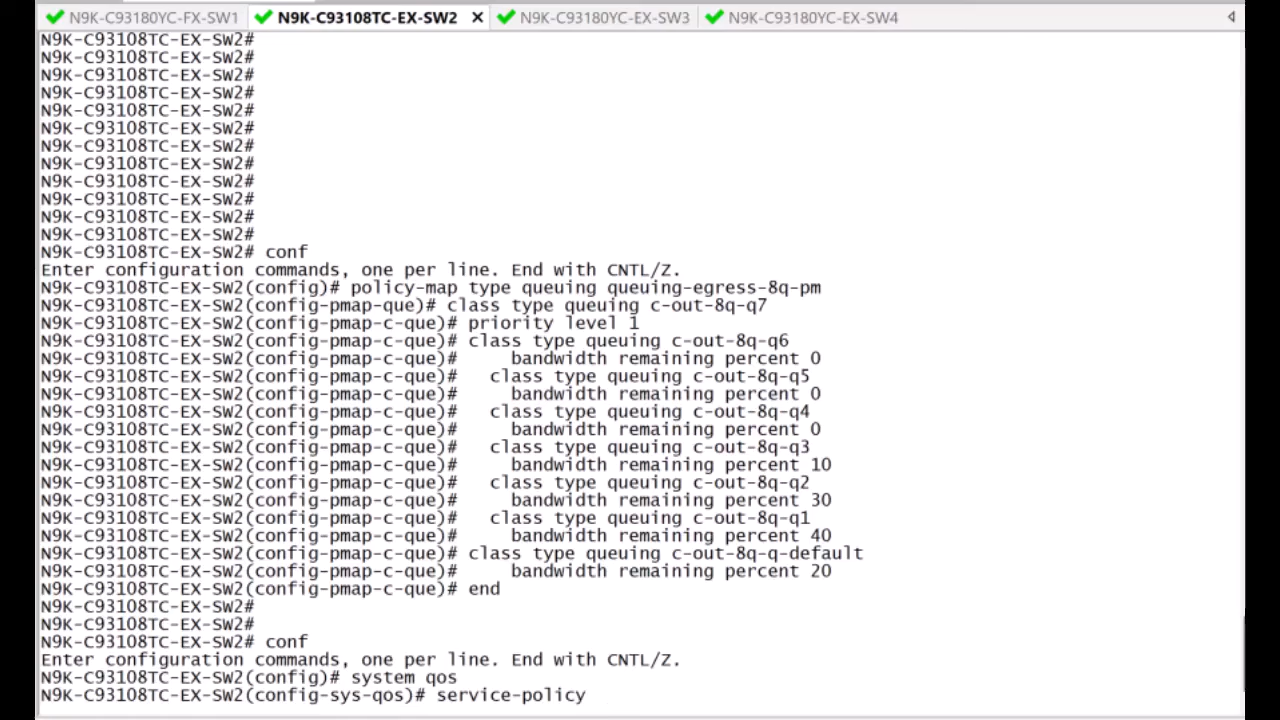 N9K-C93180YC-FX-SW1 N9K-C93108TC-EX-SW2 N9K-C93180YC-EX-SW3 N9K-C93180YC-EX-SW4
N9K-C93108TC-EX-SW2#
N9K-C93108TC-EX-SW2#
N9K-C93108TC-EX-SW2#
N9K-C93108TC-EX-SW2#
N9K-C93108TC-EX-SW2#
N9K-C93108TC-EX-SW2#
N9K-C93108TC-EX-SW2#
N9K-C93108TC-EX-SW2#
N9K-C93108TC-EX-SW2#
N9K-C93108TC-EX-SW2#
N9K-C93108TC-EX-SW2#
N9K-C93108TC-EX-SW2#
N9K-C93108TC-EX-SW2# conf
Enter configuration commands, one per line. End with CNTL/Z.
N9K-C93108TC-EX-SW2(config)# policy-map type queuing queuing-egress-8q-pm
N9K-C93108TC-EX-SW2(config-pmap-que)# class type queuing c-out-8q-q7
N9K-C93108TC-EX-SW2(config-pmap-c-que)# priority level 1
N9K-C93108TC-EX-SW2(config-pmap-c-que)# class type queuing c-out-8q-q6
N9K-C93108TC-EX-SW2(config-pmap-c-que)#     bandwidth remaining percent 0
N9K-C93108TC-EX-SW2(config-pmap-c-que)#   class type queuing c-out-8q-q5
N9K-C93108TC-EX-SW2(config-pmap-c-que)#     bandwidth remaining percent 0
N9K-C93108TC-EX-SW2(config-pmap-c-que)#   class type queuing c-out-8q-q4
N9K-C93108TC-EX-SW2(config-pmap-c-que)#     bandwidth remaining percent 0
N9K-C93108TC-EX-SW2(config-pmap-c-que)#   class type queuing c-out-8q-q3
N9K-C93108TC-EX-SW2(config-pmap-c-que)#     bandwidth remaining percent 10
N9K-C93108TC-EX-SW2(config-pmap-c-que)#   class type queuing c-out-8q-q2
N9K-C93108TC-EX-SW2(config-pmap-c-que)#     bandwidth remaining percent 30
N9K-C93108TC-EX-SW2(config-pmap-c-que)#   class type queuing c-out-8q-q1
N9K-C93108TC-EX-SW2(config-pmap-c-que)#     bandwidth remaining percent 40
N9K-C93108TC-EX-SW2(config-pmap-c-que)# class type queuing c-out-8q-q-default
N9K-C93108TC-EX-SW2(config-pmap-c-que)#     bandwidth remaining percent 20
N9K-C93108TC-EX-SW2(config-pmap-c-que)# end
N9K-C93108TC-EX-SW2#
N9K-C93108TC-EX-SW2#
N9K-C93108TC-EX-SW2# conf
Enter configuration commands, one per line. End with CNTL/Z.
N9K-C93108TC-EX-SW2(config)# system qos
N9K-C93108TC-EX-SW2(config-sys-qos)# service-policy